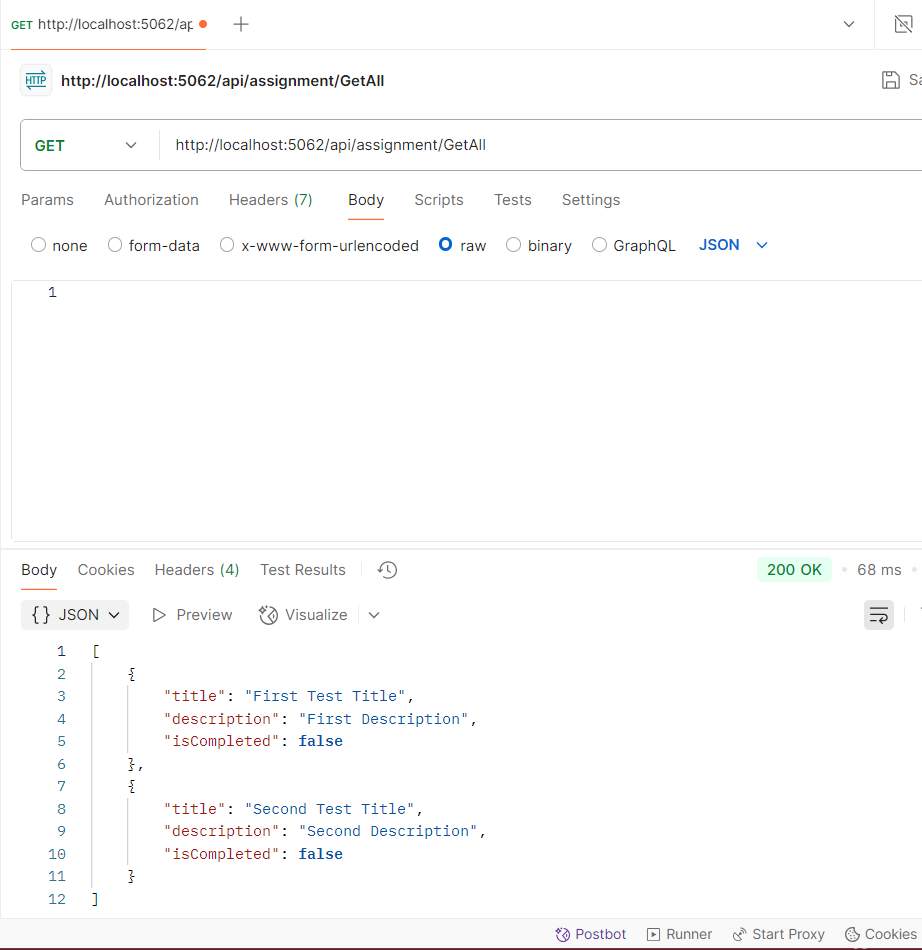 GET http://localhost:5062/ap
http://localhost:5062/api/assignment/GetAll
GET http://localhost:5062/api/assignment/GetAll
Params Authorization Headers (7) Body Scripts Tests Settings
none form-data x-www-form-urlencoded raw binary GraphQL JSON
1
Body Cookies Headers (4) Test Results 200 OK 68 ms
{} JSON Preview Visualize
1 [
2 {
3 "title": "First Test Title",
4 "description": "First Description",
5 "isCompleted": false
6 },
7 {
8 "title": "Second Test Title",
9 "description": "Second Description",
10 "isCompleted": false
11 }
12 ]
Postbot Runner Start Proxy Cookies